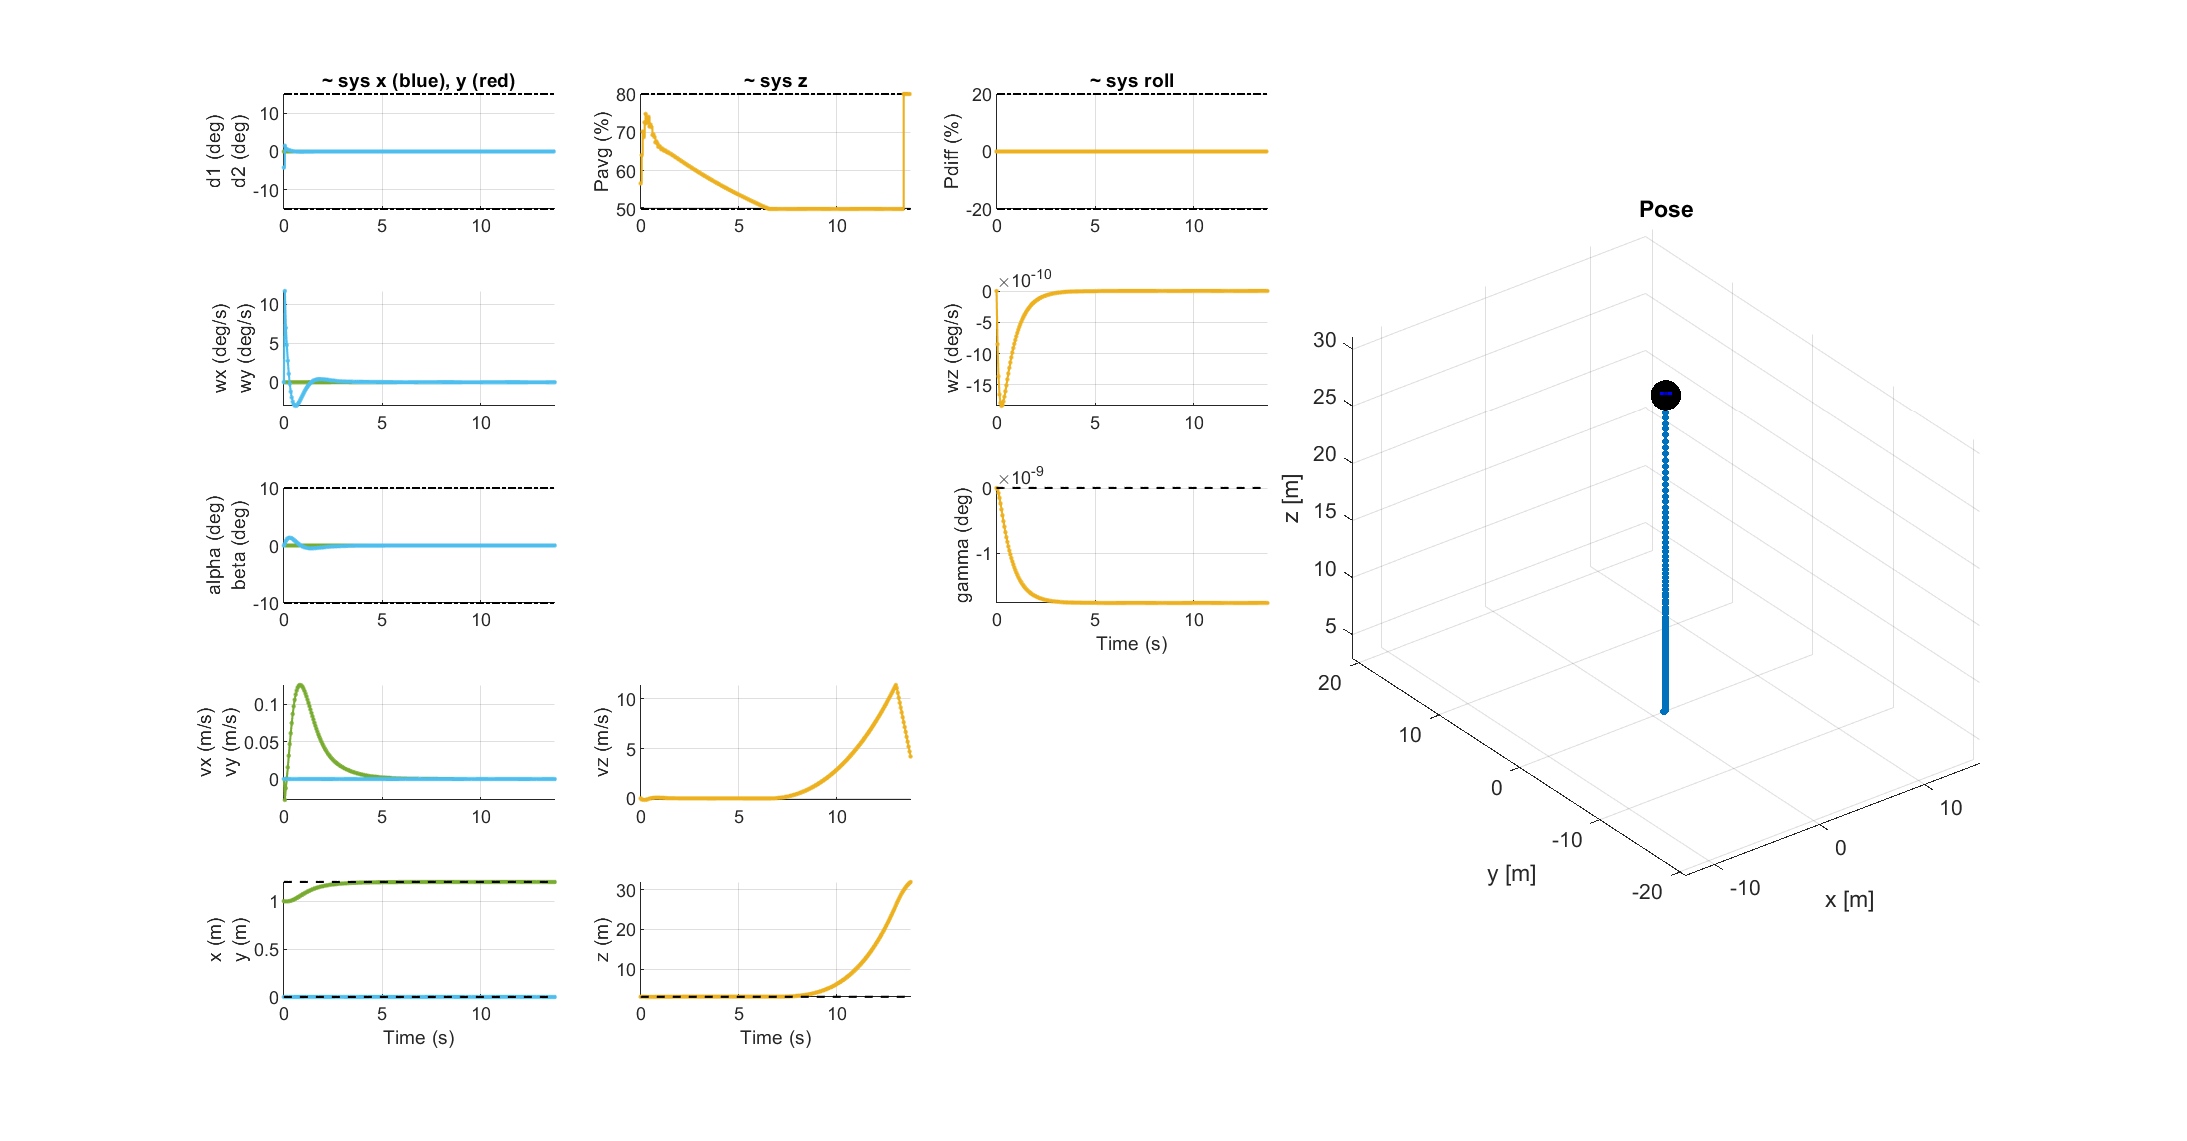 ~ sys x (blue), y (red)
~ sys z
~ sys roll
d1 (deg)
d2 (deg)
10
0
-10
0 5 10
Pavg (%)
80
70
60
50
0 5 10
Pdiff (%)
20
0
-20
0 5 10
wx (deg/s)
wy (deg/s)
10
5
0
0 5 10
wz (deg/s)
×10-10
0
-5
-10
-15
0 5 10
alpha (deg)
beta (deg)
10
0
-10
0 5 10
gamma (deg)
×10-9
0
-1
0 5 10
Time (s)
vx (m/s)
vy (m/s)
0.1
0.05
0
0 5 10
vz (m/s)
10
5
0
0 5 10
x (m)
y (m)
1
0.5
0
0 5 10
Time (s)
z (m)
30
20
10
0 5 10
Time (s)
Pose
z [m]
30
25
20
15
10
5
20
10
0
-10
-20
y [m]
-10
0
10
x [m]